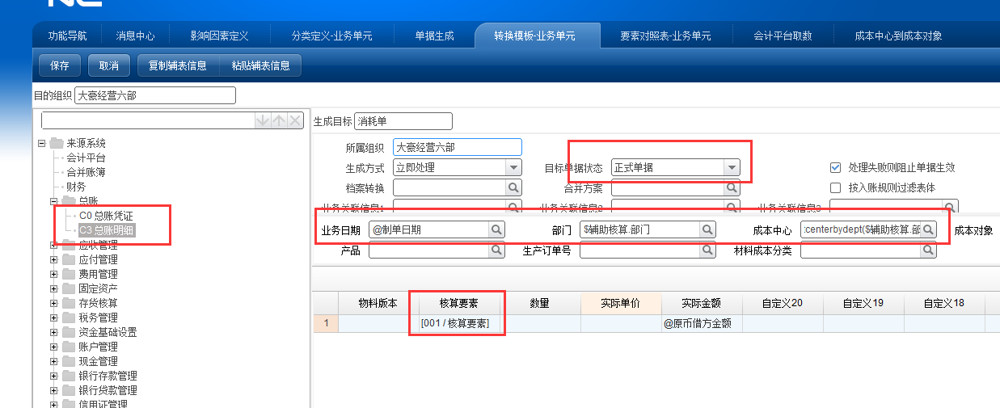 功能导航 消息中心 影响因素定义 分类定义-业务单元 单据生成 转换模板-业务单元 要素对照表-业务单元 会计平台取数 成本中心到成本对象
保存 取消 复制辅表信息 粘贴辅表信息
目的组织 大豪经营六部
生成目标 消耗单
来源系统
会计平台
合并账簿
财务
总账
C0 总账凭证
C3 总账明细
应收管理
应付管理
费用管理
固定资产
存货核算
税务管理
资金基础设置
账户管理
现金管理
银行存款管理
银行贷款管理
信用证管理
所属组织 大豪经营六部
生成方式 立即处理 目标单据状态 正式单据 处理失败则阻止单据生效
档案转换 合并方案 按入账规则过滤表体
业务关联信息1 业务关联信息2 业务关联信息3
业务日期 @制单日期 部门 $辅助核算.部门 成本中心 :centerbydept($辅助核算.部 成本对象
产品 生产订单号 材料成本分类
物料版本 核算要素 数量 实际单价 实际金额 自定义20 自定义19 自定义18
1 [001 / 核算要素] @原币借方金额